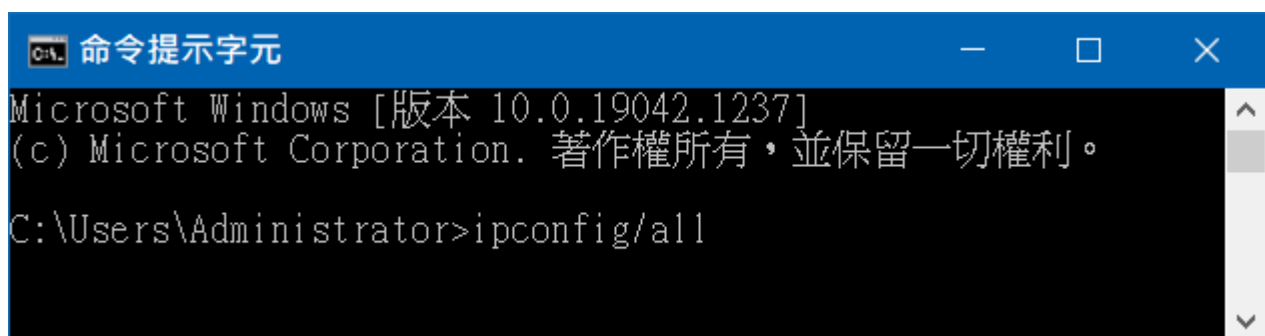 命令提示字元
Microsoft Windows [版本 10.0.19042.1237]
(c) Microsoft Corporation. 著作權所有，並保留一切權利。
C:\Users\Administrator>ipconfig/all